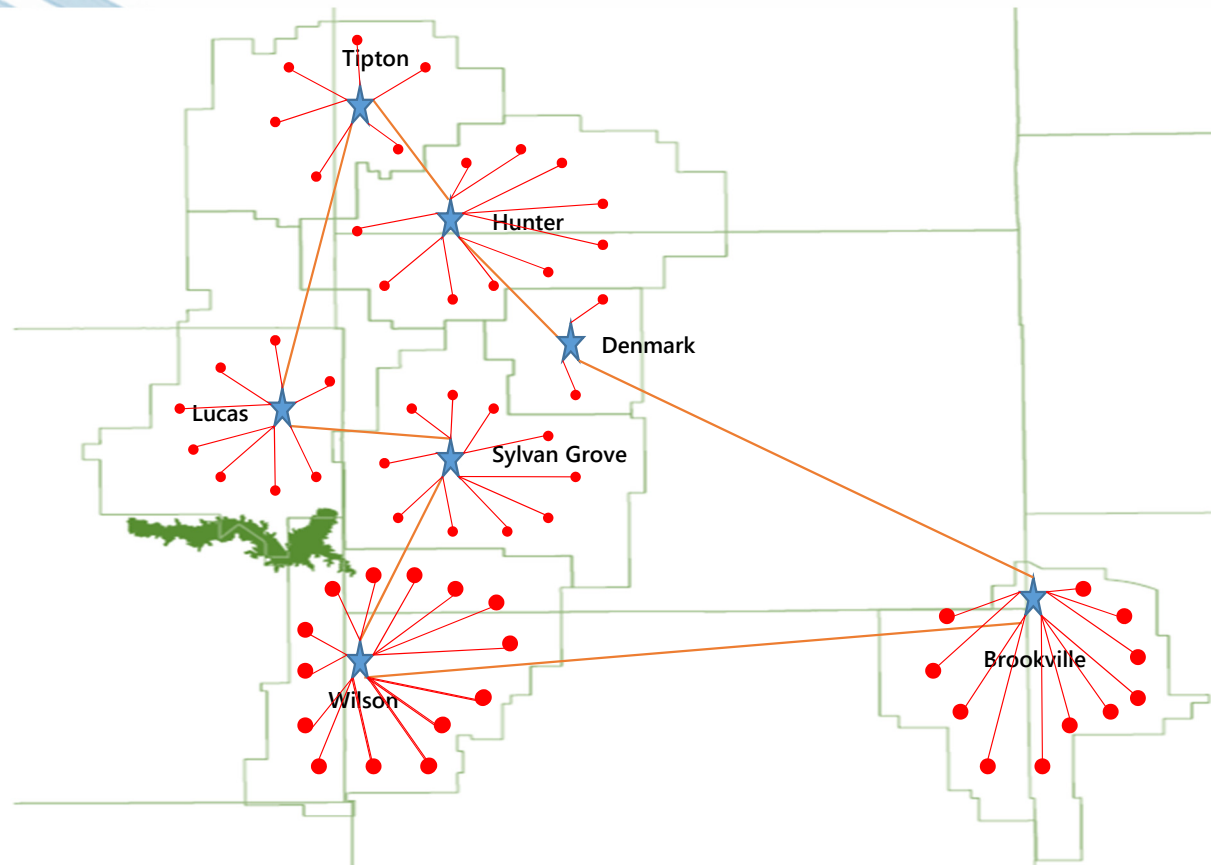 Tipton
Hunter
Denmark
Lucas
Sylvan Grove
Brookville
Wilson